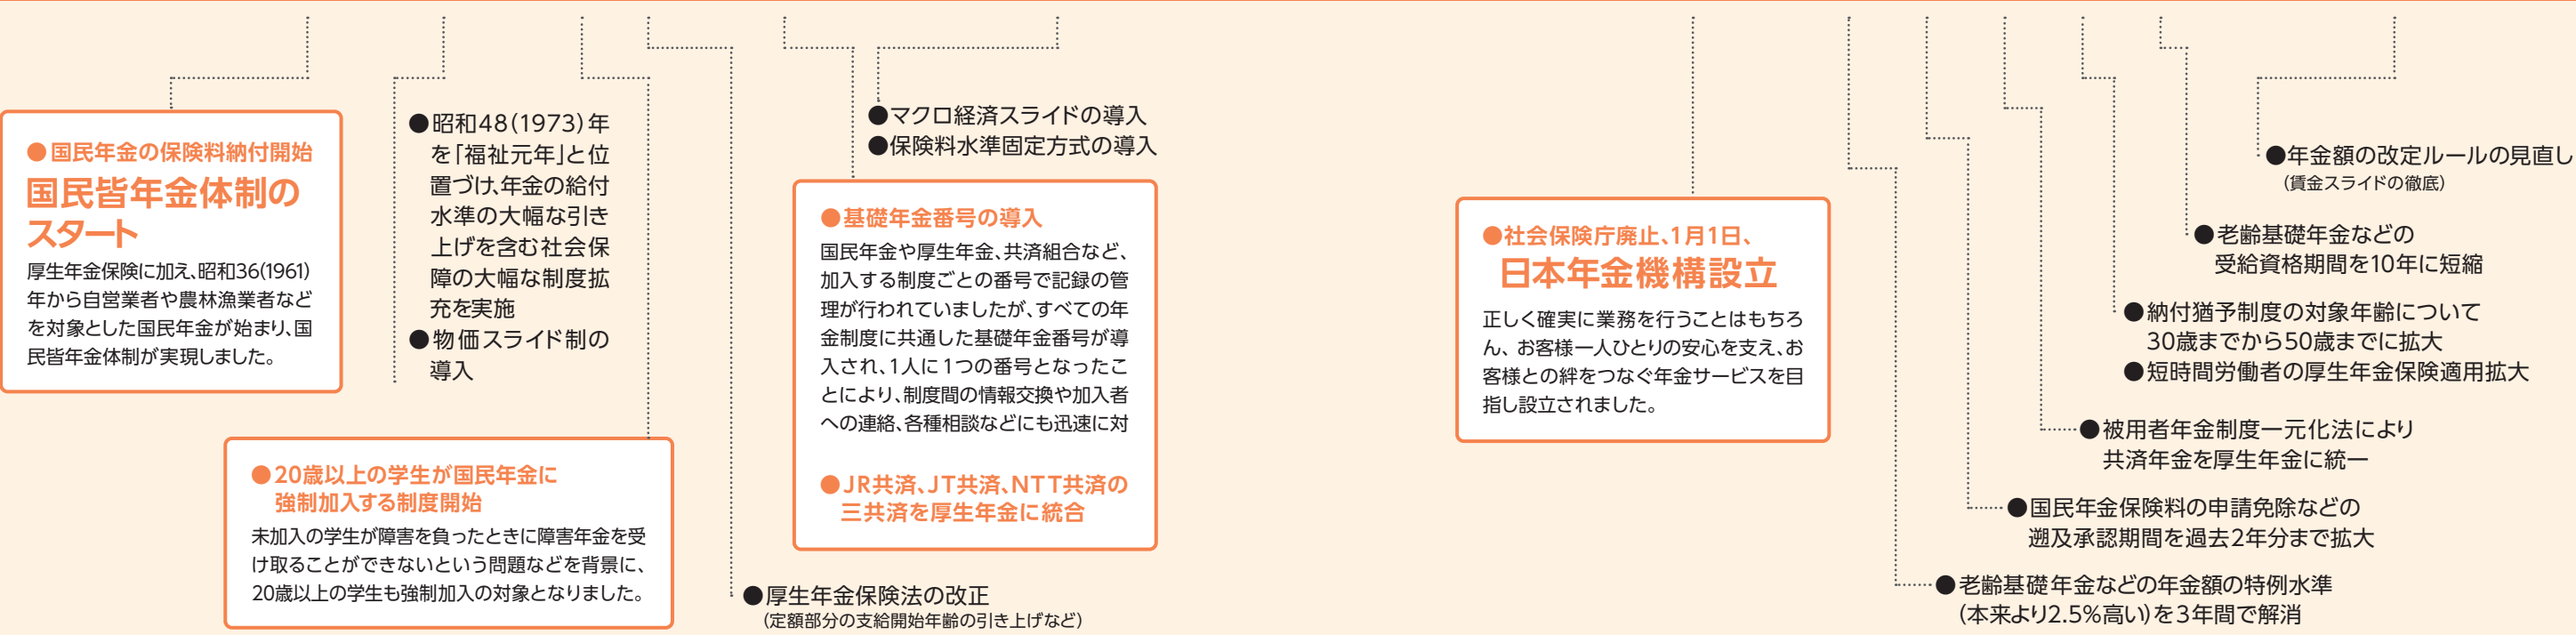 ●国民年金の保険料納付開始
国民皆年金体制の
スタート
厚生年金保険に加え、昭和36(1961)
年から自営業者や農林漁業者など
を対象とした国民年金が始まり、国
民皆年金体制が実現しました。
●昭和48(1973)年
を「福祉元年」と位
置づけ、年金の給付
水準の大幅な引き
上げを含む社会保
障の大幅な制度拡
充を実施
●物価スライド制の
導入
●20歳以上の学生が国民年金に
強制加入する制度開始
未加入の学生が障害を負ったときに障害年金を受
け取ることができないという問題などを背景に、
20歳以上の学生も強制加入の対象となりました。
●厚生年金保険法の改正
(定額部分の支給開始年齢の引き上げなど)
●マクロ経済スライドの導入
●保険料水準固定方式の導入
●基礎年金番号の導入
国民年金や厚生年金、共済組合など、
加入する制度ごとの番号で記録の管
理が行われていましたが、すべての年
金制度に共通した基礎年金番号が導
入され、1人に1つの番号となったこ
とにより、制度間の情報交換や加入者
への連絡、各種相談などにも迅速に対
●JR共済、JT共済、NTT共済の
三共済を厚生年金に統合
●社会保険庁廃止、1月1日、
日本年金機構設立
正しく確実に業務を行うことはもちろ
ん、お客様一人ひとりの安心を支え、お
客様との絆をつなぐ年金サービスを目
指し設立されました。
●年金額の改定ルールの見直し
(賃金スライドの徹底)
●老齢基礎年金などの
受給資格期間を10年に短縮
●納付猶予制度の対象年齢について
30歳までから50歳までに拡大
●短時間労働者の厚生年金保険適用拡大
●被用者年金制度一元化法により
共済年金を厚生年金に統一
●国民年金保険料の申請免除などの
遡及承認期間を過去2年分まで拡大
●老齢基礎年金などの年金額の特例水準
(本来より2.5%高い)を3年間で解消